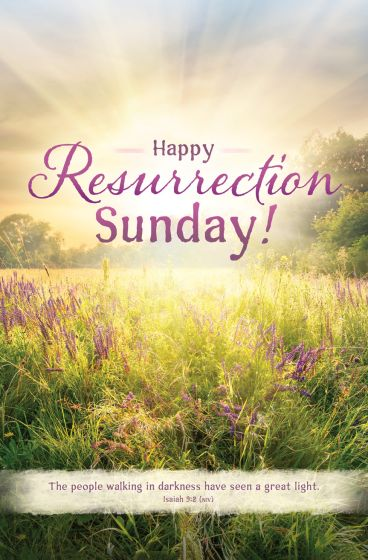 Happy
Resurrection
Sunday!
The people walking in darkness have seen a great light.
Isaiah 9:2 (NIV)